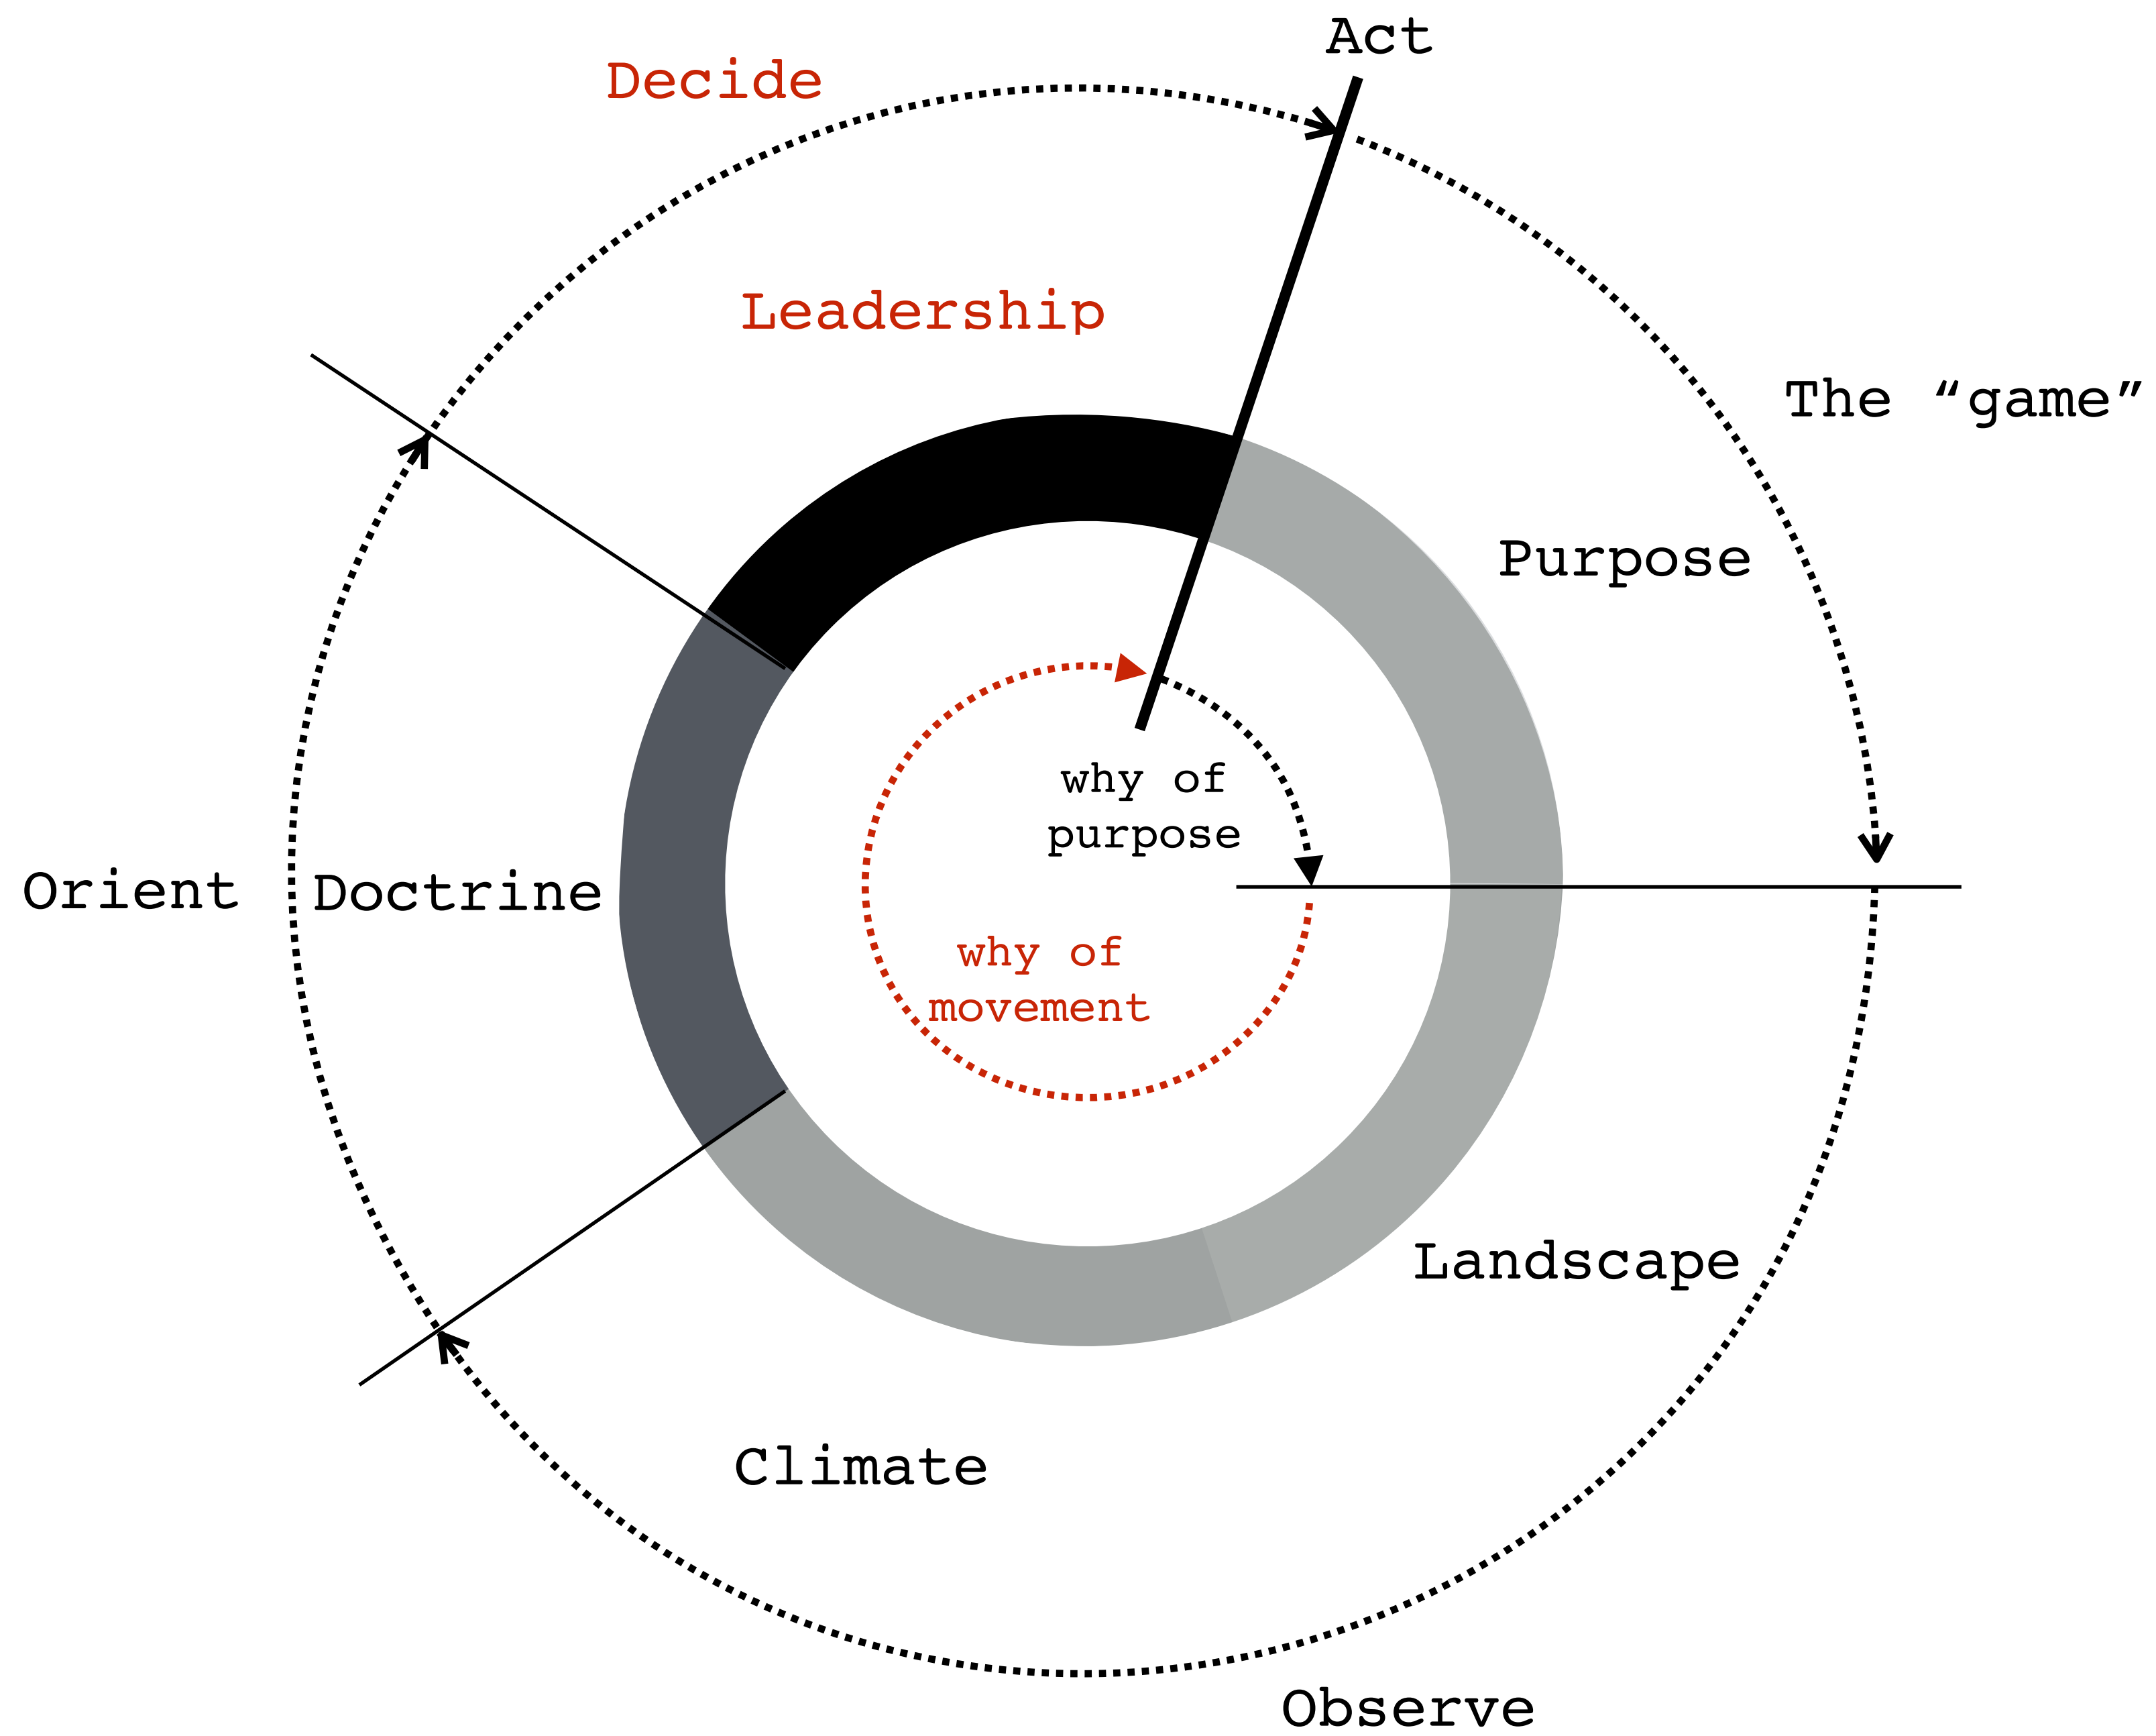 Act
Decide
Leadership
The “game”
Purpose
why of
purpose
Orient
Doctrine
why of
movement
Landscape
Climate
Observe